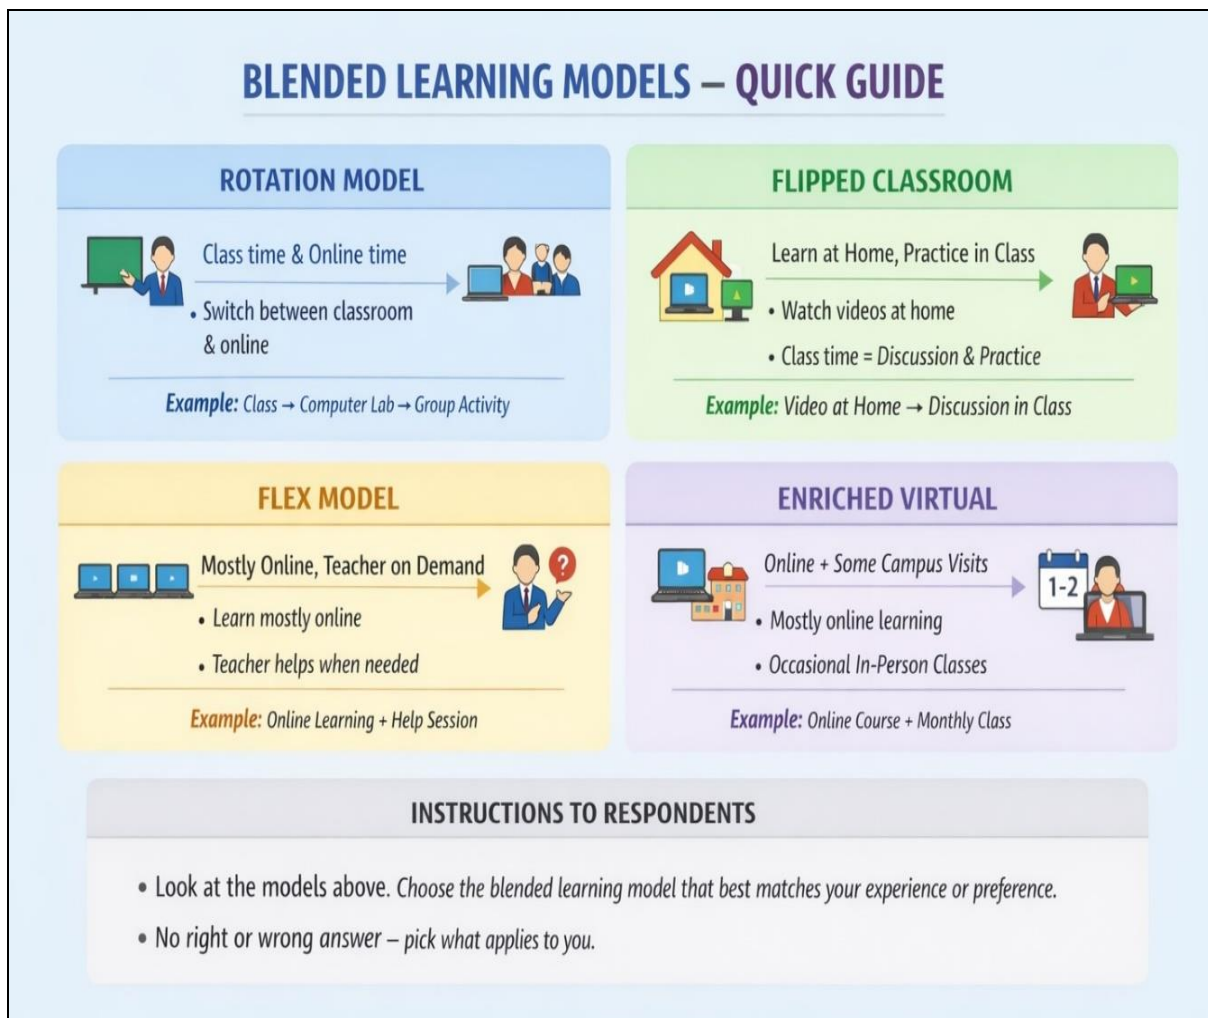 BLENDED LEARNING MODELS – QUICK GUIDE
ROTATION MODEL
Class time & Online time
• Switch between classroom
& online
Example: Class → Computer Lab → Group Activity
FLIPPED CLASSROOM
Learn at Home, Practice in Class
• Watch videos at home
• Class time = Discussion & Practice
Example: Video at Home → Discussion in Class
FLEX MODEL
Mostly Online, Teacher on Demand
?
• Learn mostly online
• Teacher helps when needed
Example: Online Learning + Help Session
ENRICHED VIRTUAL
Online + Some Campus Visits
1-2
• Mostly online learning
• Occasional In-Person Classes
Example: Online Course + Monthly Class
INSTRUCTIONS TO RESPONDENTS
• Look at the models above. Choose the blended learning model that best matches your experience or preference.
• No right or wrong answer – pick what applies to you.